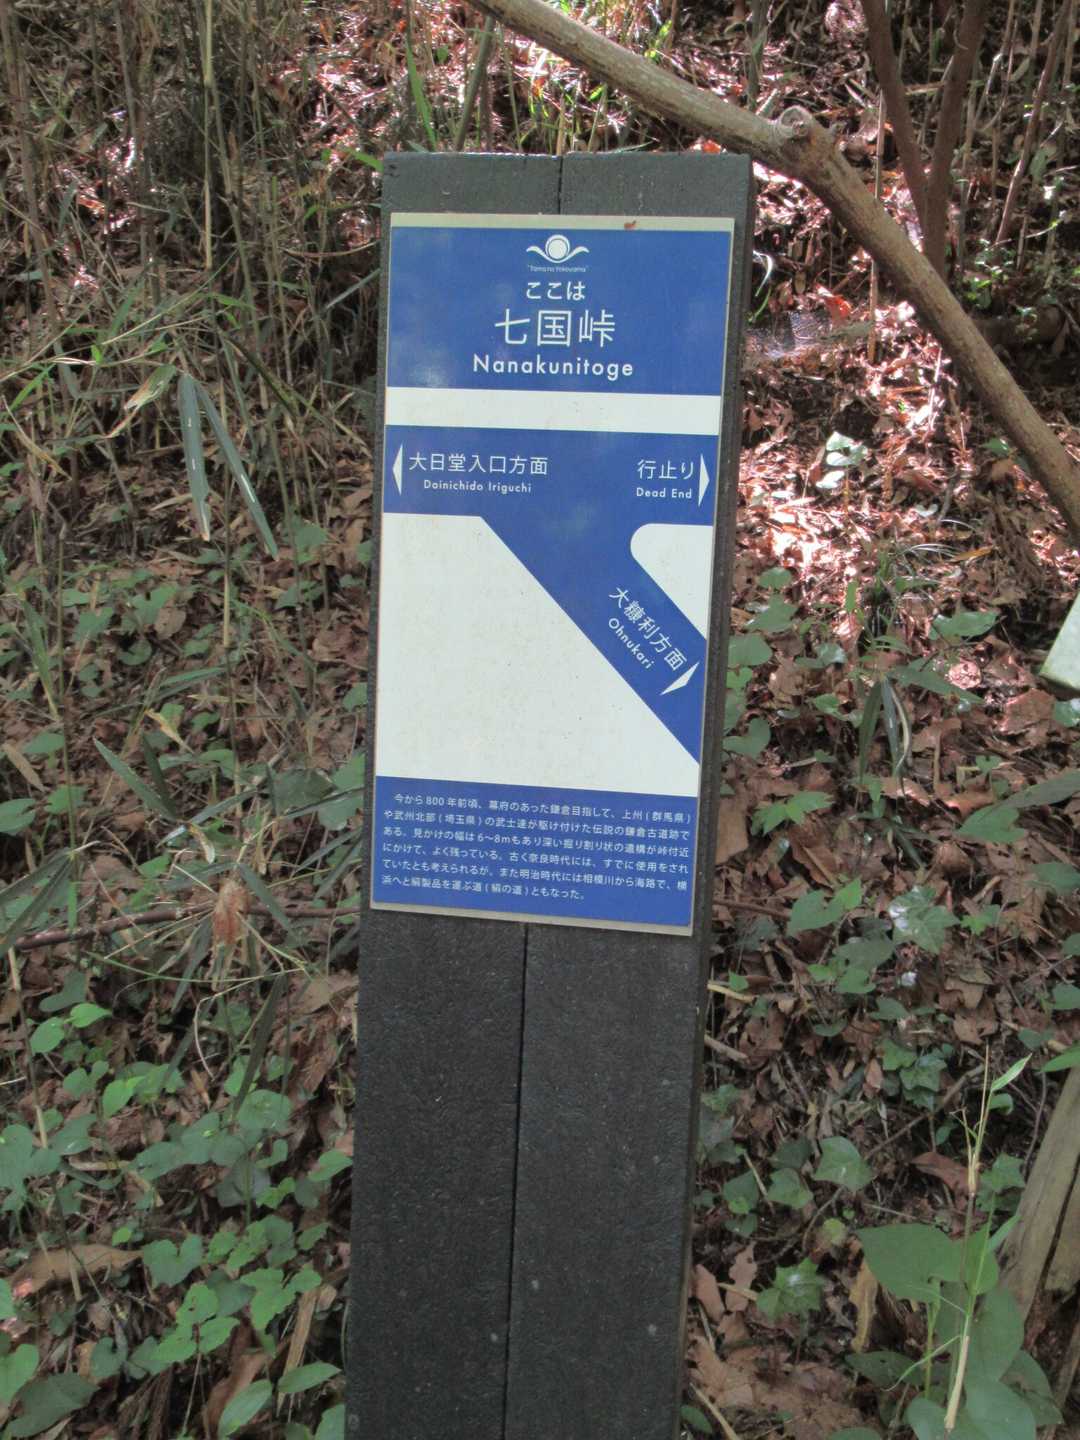 "Tama no Yokoyama"
ここは
七国峠
Nanakunitoge
大日堂入口方面
Dainichido Iriguchi
行止り
Dead End
大糠利方面
Ohnukari
今から800年前頃、幕府のあった鎌倉目指して、上州(群馬県)
や武州北部(埼玉県)の武士達が駆け付けた伝説の鎌倉古道跡で
ある。見かけの幅は6〜8mもあり深い掘り割り状の遺構が峠付近
にかけて、よく残っている。古く奈良時代には、すでに使用をされ
ていたとも考えられるが、また明治時代には相模川から海路で、横
浜へと絹製品を運ぶ道(絹の道)ともなった。